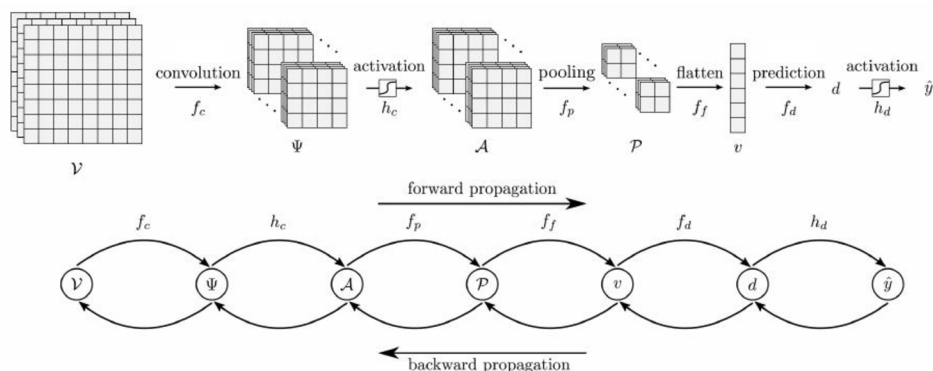 convolution activation pooling flatten prediction activation
f_c h_c f_p f_f f_d d h_d ŷ
𝒱 Ψ 𝒜 𝒫 v
forward propagation
f_c h_c f_p f_f f_d h_d
𝒱 Ψ 𝒜 𝒫 v d ŷ
backward propagation